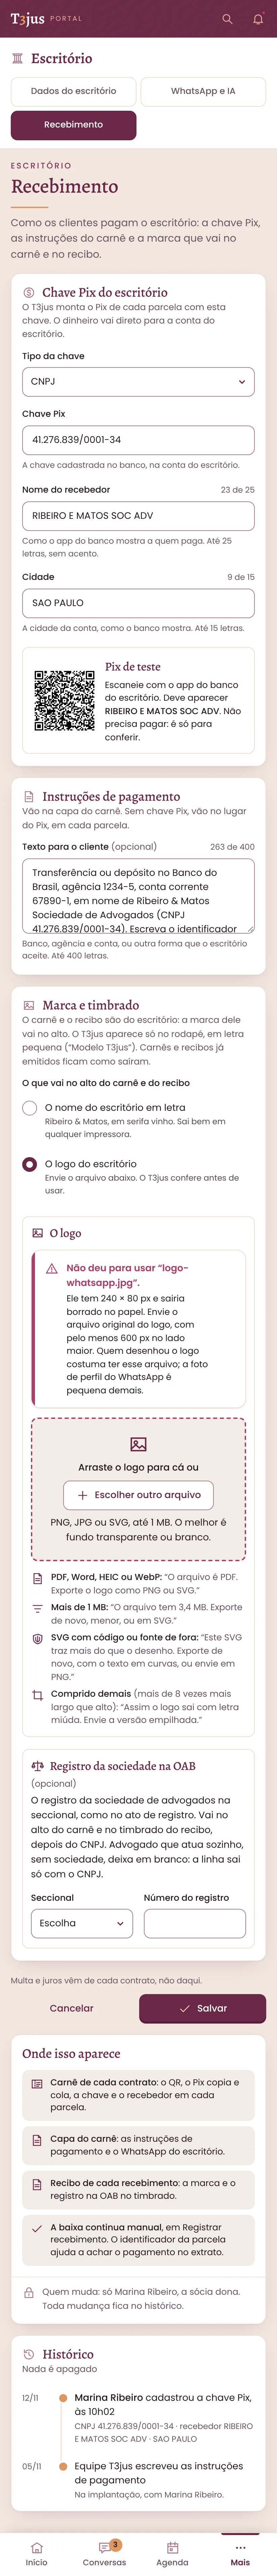 T3jus PORTAL
Escritório
Dados do escritório
WhatsApp e IA
Recebimento
ESCRITÓRIO
Recebimento
Como os clientes pagam o escritório: a chave Pix,
as instruções do carnê e a marca que vai no
carnê e no recibo.
Chave Pix do escritório
O T3jus monta o Pix de cada parcela com esta
chave. O dinheiro vai direto para a conta do
escritório.
Tipo da chave
CNPJ
Chave Pix
41.276.839/0001-34
A chave cadastrada no banco, na conta do escritório.
Nome do recebedor 23 de 25
RIBEIRO E MATOS SOC ADV
Como o app do banco mostra a quem paga. Até 25
letras, sem acento.
Cidade 9 de 15
SAO PAULO
A cidade da conta, como o banco mostra. Até 15 letras.
Pix de teste
Escaneie com o app do banco
do escritório. Deve aparecer
RIBEIRO E MATOS SOC ADV. Não
precisa pagar: é só para
conferir.
Instruções de pagamento
Vão na capa do carnê. Sem chave Pix, vão no lugar
do Pix, em cada parcela.
Texto para o cliente (opcional) 263 de 400
Transferência ou depósito no Banco do
Brasil, agência 1234-5, conta corrente
67890-1, em nome de Ribeiro & Matos
Sociedade de Advogados (CNPJ
41.276.839/0001-34). Escreva o identificador
Banco, agência e conta, ou outra forma que o escritório
aceite. Até 400 letras.
Marca e timbrado
O carnê e o recibo são do escritório: a marca dele
vai no alto. O T3jus aparece só no rodapé, em letra
pequena ("Modelo T3jus"). Carnês e recibos já
emitidos ficam como saíram.
O que vai no alto do carnê e do recibo
O nome do escritório em letra
Ribeiro & Matos, em serifa vinho. Sai bem em
qualquer impressora.
O logo do escritório
Envie o arquivo abaixo. O T3jus confere antes de
usar.
O logo
Não deu para usar “logo-
whatsapp.jpg”.
Ele tem 240 × 80 px e sairia
borrado no papel. Envie o
arquivo original do logo, com
pelo menos 600 px no lado
maior. Quem desenhou o logo
costuma ter esse arquivo; a foto
de perfil do WhatsApp é
pequena demais.
Arraste o logo para cá ou
Escolher outro arquivo
PNG, JPG ou SVG, até 1 MB. O melhor é
fundo transparente ou branco.
PDF, Word, HEIC ou WebP: “O arquivo é PDF.
Exporte o logo como PNG ou SVG.”
Mais de 1 MB: “O arquivo tem 3,4 MB. Exporte
de novo, menor, ou em SVG.”
SVG com código ou fonte de fora: “Este SVG
traz mais do que o desenho. Exporte de
novo, com o texto em curvas, ou envie em
PNG.”
Comprido demais (mais de 8 vezes mais
largo que alto): “Assim o logo sai com letra
miúda. Envie a versão empilhada.”
Registro da sociedade na OAB
(opcional)
O registro da sociedade de advogados na
seccional, como no ato de registro. Vai no
alto do carnê e no timbrado do recibo,
depois do CNPJ. Advogado que atua sozinho,
sem sociedade, deixa em branco: a linha sai
só com o CNPJ.
Seccional Número do registro
Escolha
Multa e juros vêm de cada contrato, não daqui.
Cancelar
Salvar
Onde isso aparece
Carnê de cada contrato: o QR, o Pix copia e
cola, a chave e o recebedor em cada
parcela.
Capa do carnê: as instruções de
pagamento e o WhatsApp do escritório.
Recibo de cada recebimento: a marca e o
registro na OAB no timbrado.
A baixa continua manual, em Registrar
recebimento. O identificador da parcela
ajuda a achar o pagamento no extrato.
Quem muda: só Marina Ribeiro, a sócia dona.
Toda mudança fica no histórico.
Histórico
Nada é apagado
12/11 Marina Ribeiro cadastrou a chave Pix,
às 10h02
CNPJ 41.276.839/0001-34 · recebedor RIBEIRO
E MATOS SOC ADV · SAO PAULO
05/11 Equipe T3jus escreveu as instruções
de pagamento
Na implantação, com Marina Ribeiro.
3
Início
Conversas
Agenda
Mais